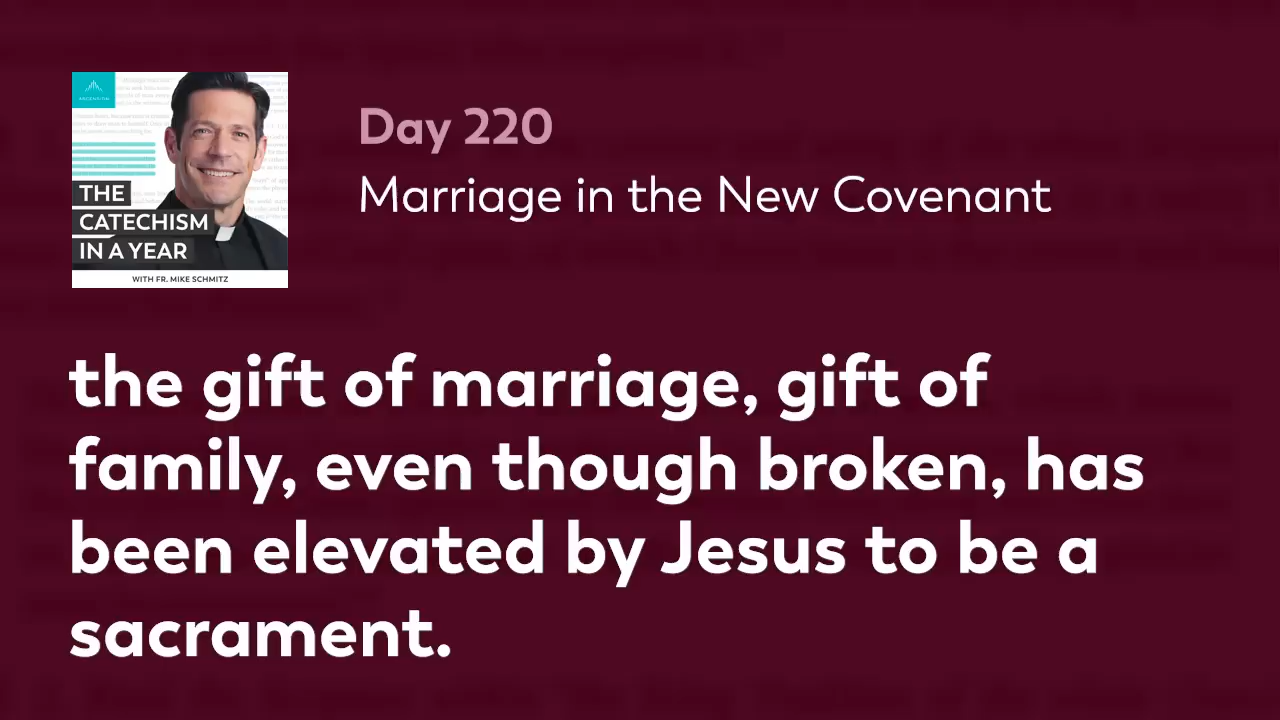 Day 220
Marriage in the New Covenant
THE
CATECHISM
IN A YEAR
WITH FR. MIKE SCHMITZ
the gift of marriage, gift of
family, even though broken, has
been elevated by Jesus to be a
sacrament.